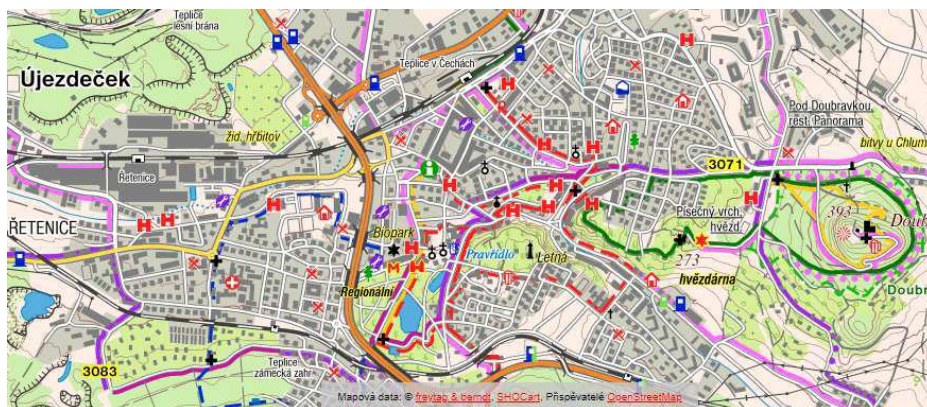 Teplice
lesní brána
Újezdeček
Teplice v Čechách
Pod Doubravkou,
rest. Panorama
žid. hřbitov
bitvy u Chlum
3071
Řetenice
ŘETENICE
Písečný vrch,
hvězd.
393
Doub
Biopark
Pravřídlo
Letná
273
hvězdárna
Regionální
M
Doubr
3083
Teplice
zámecká zahr.
Mapová data: © freytag & berndt, SHOCart, Přispěvatelé OpenStreetMap